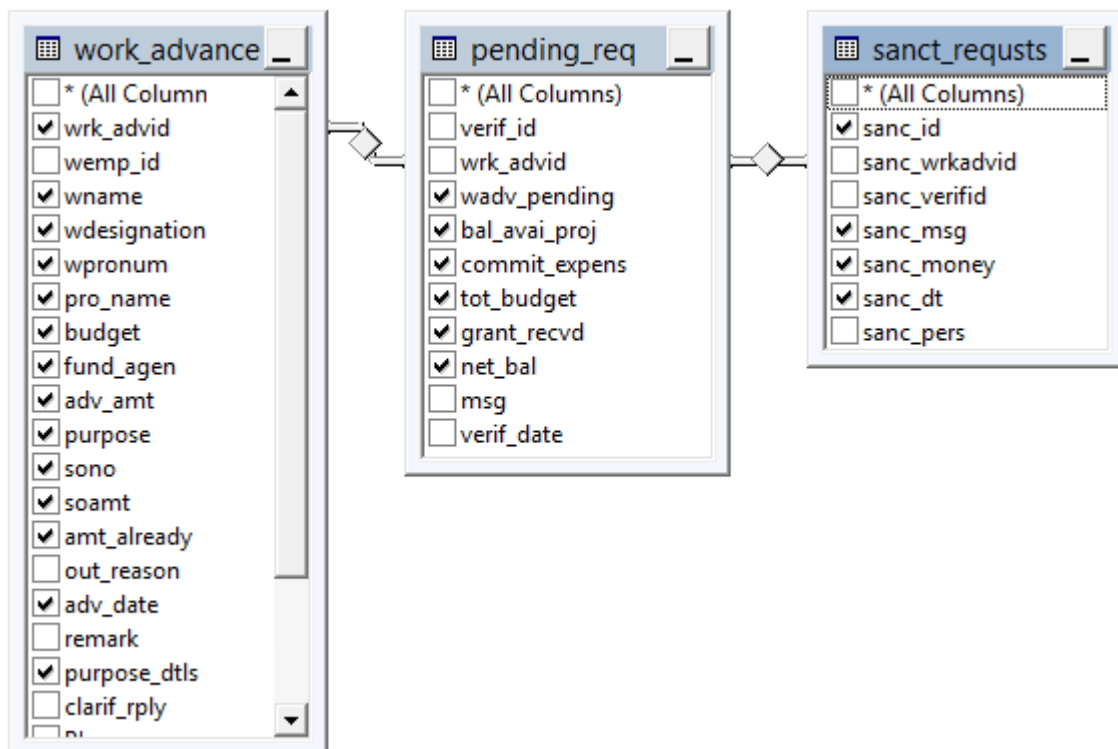 work_advance
* (All Column
wrk_advid
wemp_id
wname
wdesignation
wpronum
pro_name
budget
fund_agen
adv_amt
purpose
sono
soamt
amt_already
out_reason
adv_date
remark
purpose_dtls
clarif_rply
pending_req
* (All Columns)
verif_id
wrk_advid
wadv_pending
bal_avai_proj
commit_expens
tot_budget
grant_recvd
net_bal
msg
verif_date
sanct_requsts
* (All Columns)
sanc_id
sanc_wrkadvid
sanc_verifid
sanc_msg
sanc_money
sanc_dt
sanc_pers